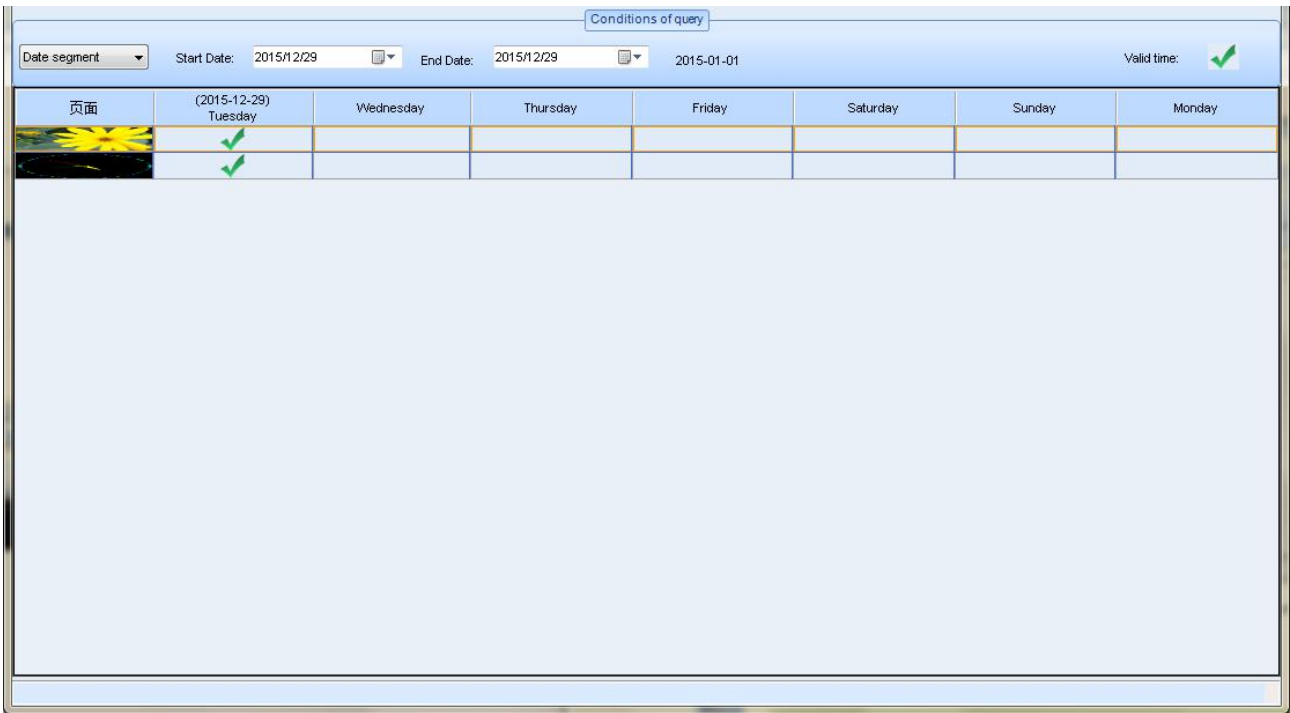 Conditions of query
Date segment Start Date: 2015/12/29 End Date: 2015/12/29 2015-01-01 Valid time:
页面 (2015-12-29) Tuesday Wednesday Thursday Friday Saturday Sunday Monday